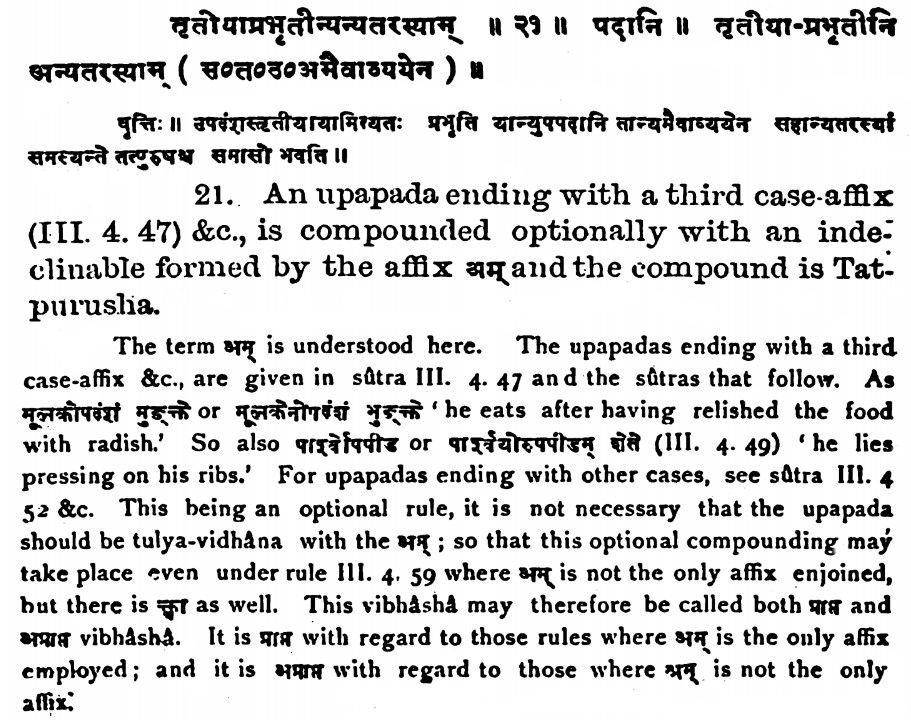 तृतीयाप्रभृतीन्यन्यतरस्याम् ॥ २१ ॥ पदानि ॥ तृतीया-प्रभृतीनि
अन्यतरस्याम् ( स०त०उ०अमैवाव्ययेन ) ॥
वृत्तिः ॥ उपदंशस्तृतीयायामित्यतः प्रभृति यान्युपपदानि तान्यमैवाव्ययेन सहान्यतरस्यां
समस्यन्ते तत्पुरुषश्च समासो भवति ॥
21. An upapada ending with a third case-affix
(III. 4. 47) &c., is compounded optionally with an inde-
clinable formed by the affix अम् and the compound is Tat-
purusha.
The term अम् is understood here. The upapadas ending with a third
case-affix &c., are given in sûtra III. 4. 47 and the sûtras that follow. As
मूलकोपदंशं भुङ्क्ते or मूलकेनोपदंशं भुङ्क्ते 'he eats after having relished the food
with radish.' So also पार्श्वोपपीड or पार्श्वयोरुपपीडम् शेते (III. 4. 49) 'he lies
pressing on his ribs.' For upapadas ending with other cases, see sûtra III. 4
52 &c. This being an optional rule, it is not necessary that the upapada
should be tulya-vidhâna with the अम् ; so that this optional compounding may
take place even under rule III. 4. 59 where अम् is not the only affix enjoined,
but there is क्त्वा as well. This vibhâshâ may therefore be called both प्राप्त and
अप्राप्त vibhâshâ. It is प्राप्त with regard to those rules where अम् is the only affix
employed ; and it is अप्राप्त with regard to those where अम् is not the only
affix.